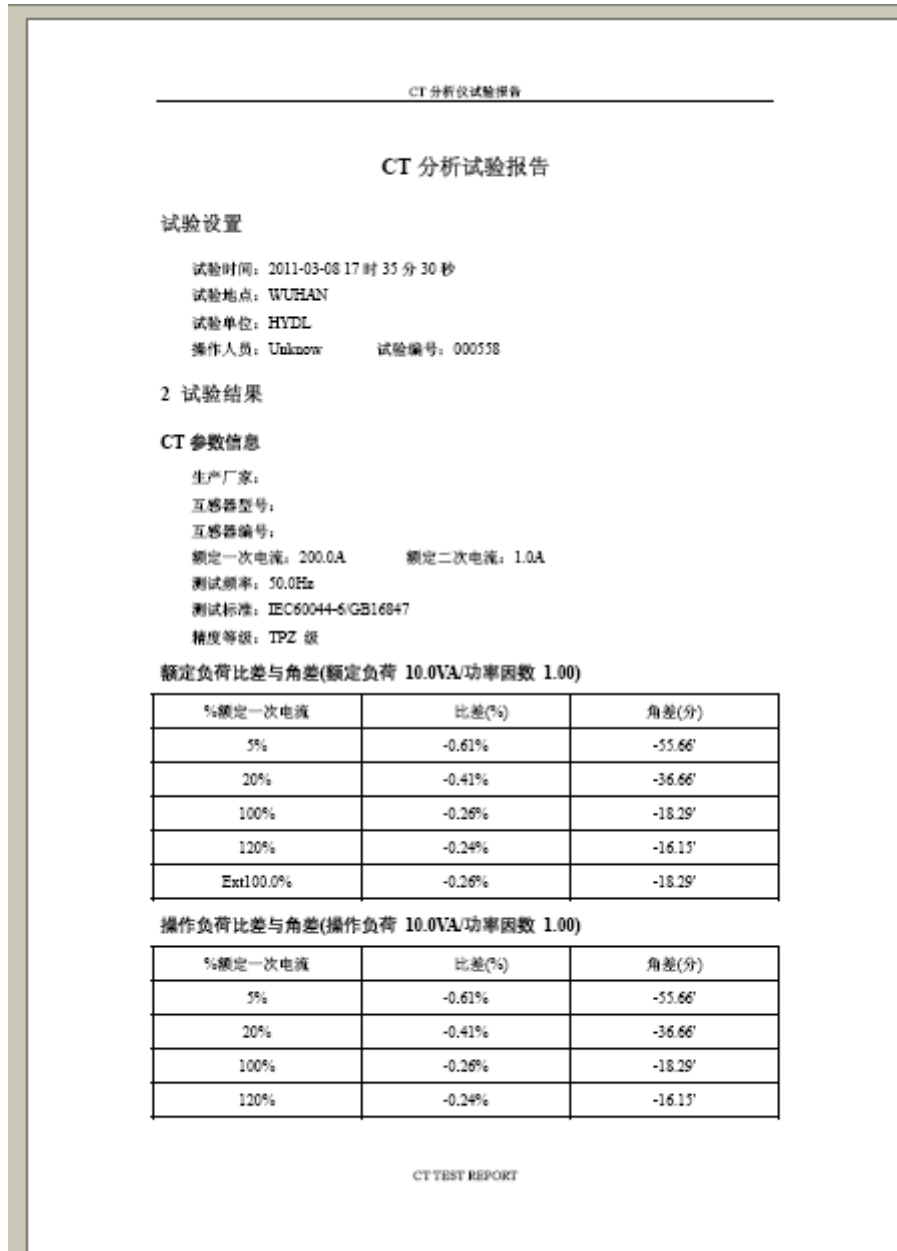 CT 分析仪试验报告
CT 分析试验报告
试验设置
试验时间：2011-03-08 17 时 35 分 30 秒
试验地点：WUHAN
试验单位：HYDL
操作人员：Unknow 试验编号：000558
2 试验结果
CT 参数信息
生产厂家：
互感器型号：
互感器编号：
额定一次电流：200.0A 额定二次电流：1.0A
测试频率：50.0Hz
测试标准：IEC60044-6/GB16847
精度等级：TPZ 级
额定负荷比差与角差(额定负荷 10.0VA/功率因数 1.00)
%额定一次电流 比差(%) 角差(分)
5% -0.61% -55.66'
20% -0.41% -36.66'
100% -0.26% -18.29'
120% -0.24% -16.15'
Ext100.0% -0.26% -18.29'
操作负荷比差与角差(操作负荷 10.0VA/功率因数 1.00)
%额定一次电流 比差(%) 角差(分)
5% -0.61% -55.66'
20% -0.41% -36.66'
100% -0.26% -18.29'
120% -0.24% -16.15'
CT TEST REPORT